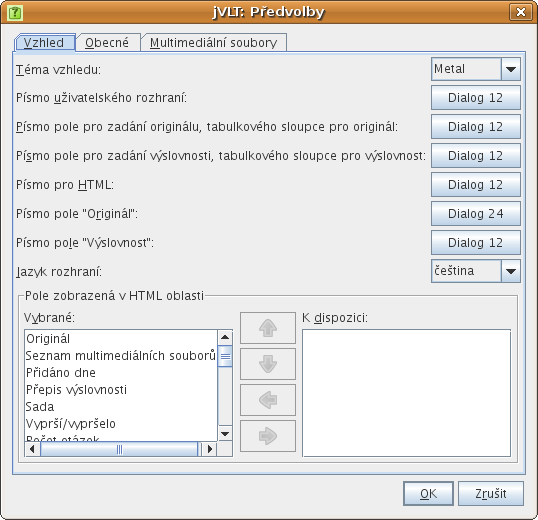 jVLT: Předvolby
Vzhled Obecné Multimediální soubory
Téma vzhledu: Metal
Písmo uživatelského rozhraní: Dialog 12
Písmo pole pro zadání originálu, tabulkového sloupce pro originál: Dialog 12
Písmo pole pro zadání výslovnosti, tabulkového sloupce pro výslovnost: Dialog 12
Písmo pro HTML: Dialog 12
Písmo pole "Originál": Dialog 24
Písmo pole "Výslovnost": Dialog 12
Jazyk rozhraní: čeština
Pole zobrazená v HTML oblasti
Vybrané: K dispozici:
Originál
Seznam multimediálních souborů
Přidáno dne
Přepis výslovnosti
Sada
Vyprší/vypršelo
Počet otázek
OK Zrušit